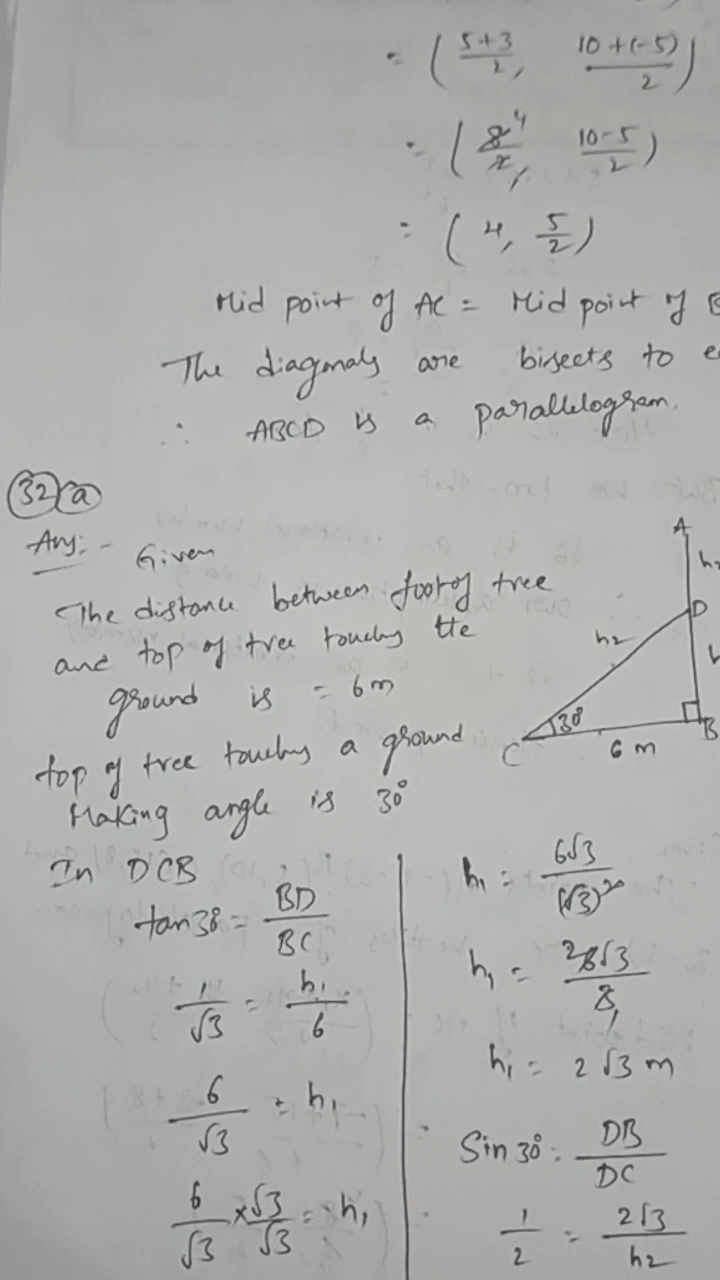 = ( 5+3/2, 10+(-5)/2 )
= ( 8⁴/2, 10-5/2 )
= ( 4, 5/2 )
Mid point of AC = Mid point of
The diagonals are bisects to
∴ ABCD is a parallelogram.
32 a
Ans:- Given
The distance between foot of tree
and top of tree touches the
ground is = 6m
top of tree touches a ground
Making angle is 30°
A
D
h2
C
30°
B
6 m
In DCB
tan30 = BD/BC
1/√3 = h1/6
6/√3 = h1
6/√3 × √3/√3 = h1
h1 = 6√3/(√3)²
h1 = 2√3
h1 = 2√3 m
Sin 30° = DB/DC
1/2 = 2√3/h2